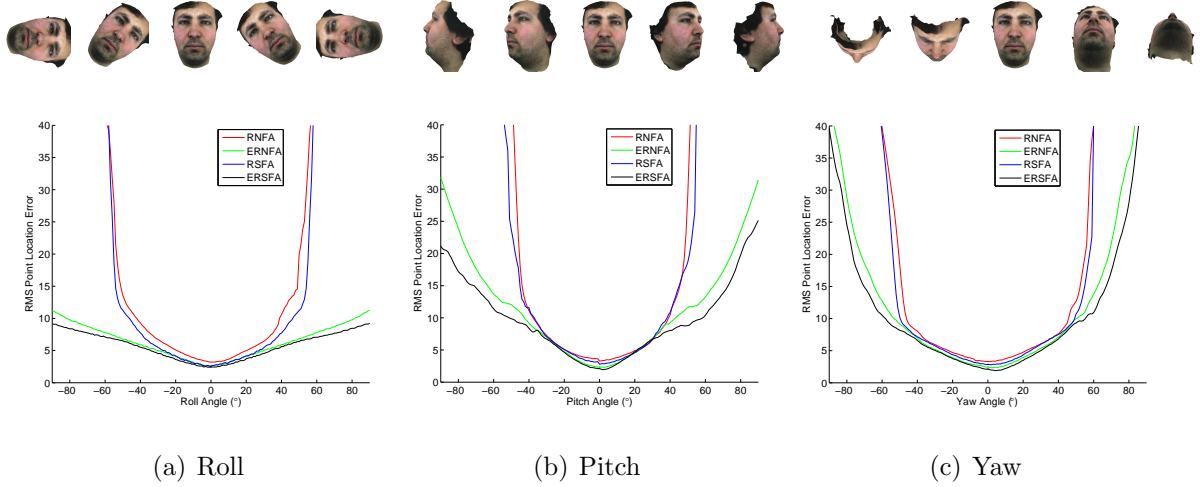 40
35
30
25
20
15
10
5
0
RMS Point Location Error
−80 −60 −40 −20 0 20 40 60 80
Roll Angle (°)
RNFA
ERNFA
RSFA
ERSFA
(a) Roll
40
35
30
25
20
15
10
5
0
RMS Point Location Error
−80 −60 −40 −20 0 20 40 60 80
Pitch Angle (°)
RNFA
ERNFA
RSFA
ERSFA
(b) Pitch
40
35
30
25
20
15
10
5
0
RMS Point Location Error
−80 −60 −40 −20 0 20 40 60 80
Yaw Angle (°)
RNFA
ERNFA
RSFA
ERSFA
(c) Yaw